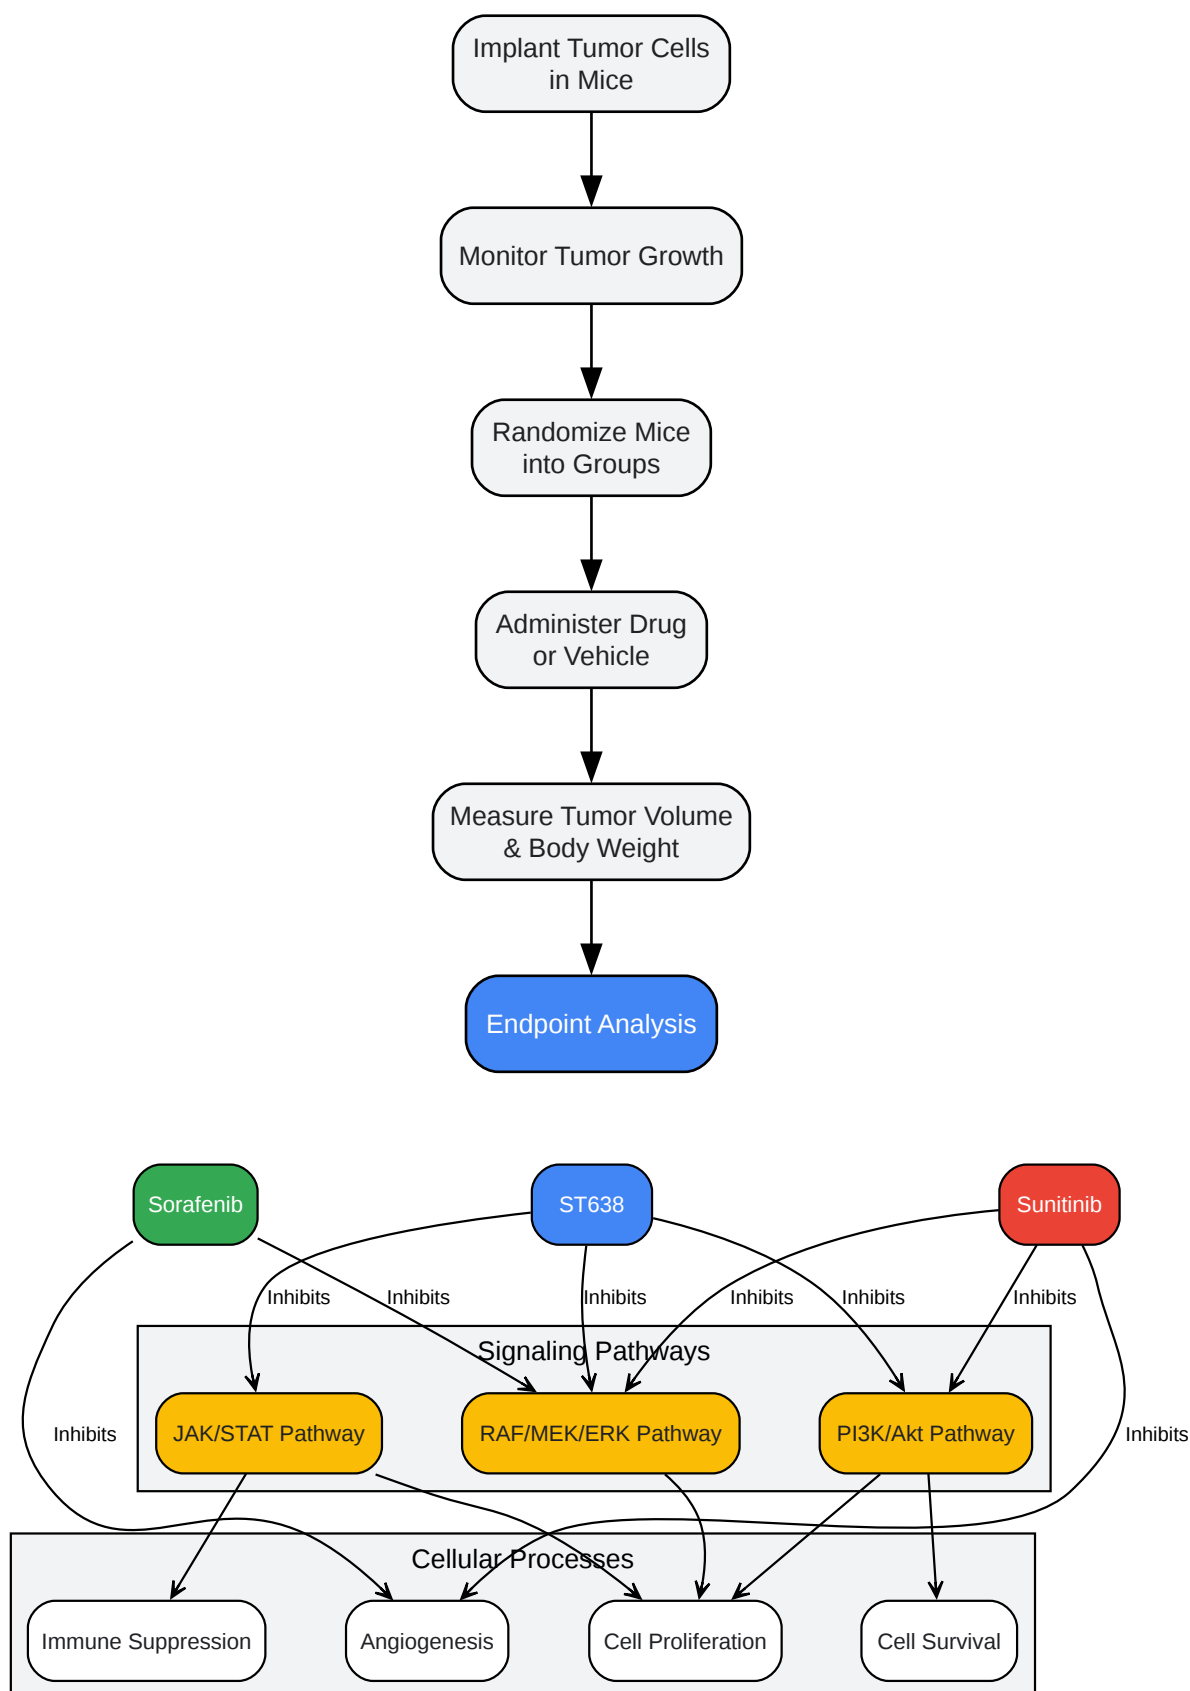 Implant Tumor Cells
in Mice
Monitor Tumor Growth
Randomize Mice
into Groups
Administer Drug
or Vehicle
Measure Tumor Volume
& Body Weight
Endpoint Analysis
Sorafenib
ST638
Sunitinib
Inhibits
Inhibits
Inhibits
Inhibits
Inhibits
Inhibits
Signaling Pathways
Inhibits
JAK/STAT Pathway
RAF/MEK/ERK Pathway
PI3K/Akt Pathway
Inhibits
Cellular Processes
Immune Suppression
Angiogenesis
Cell Proliferation
Cell Survival